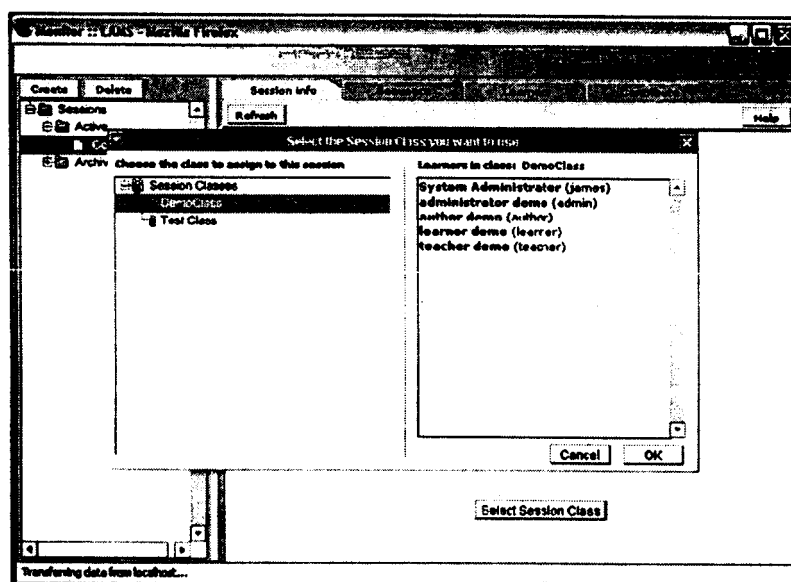 Monitor :: LAMS - Mozilla Firefox
Create Delete Session info
Refresh Help
Sessions
Active
Archiv
Select the Session Class you want to use
Choose the class to assign to this session
Session Classes
DemoClass
Test Class
Learners in class: DemoClass
System Administrator (james)
administrator demo (admin)
author demo (author)
learner demo (learner)
teacher demo (teacher)
Cancel OK
Select Session Class
Transferring data from localhost...